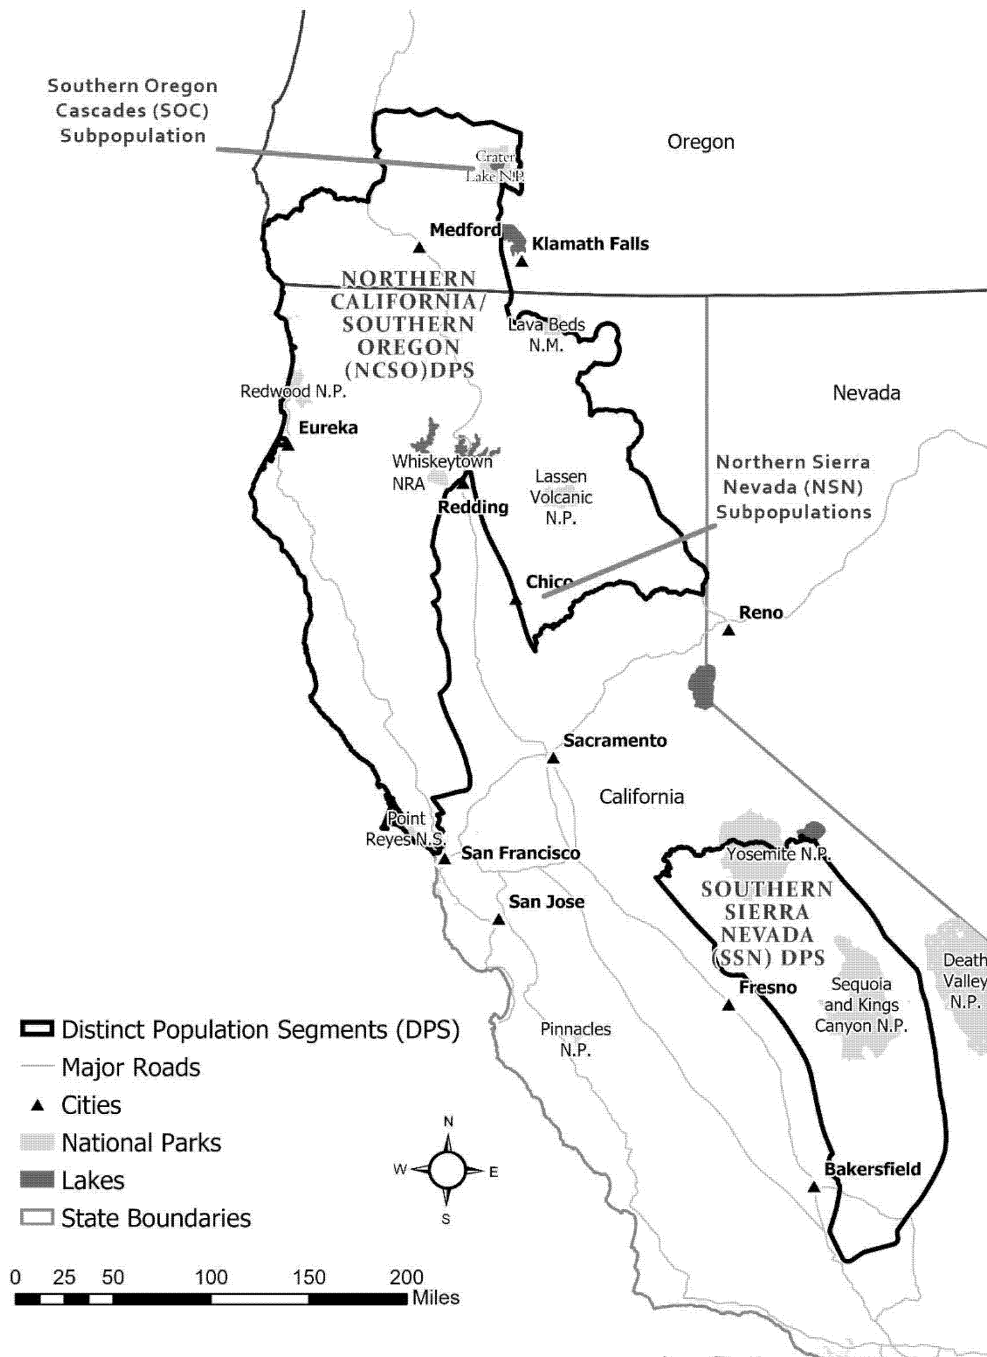 Southern Oregon
Cascades (SOC)
Subpopulation
Oregon
Crater
Lake N.P.
Medford
Klamath Falls
NORTHERN
CALIFORNIA/
SOUTHERN
OREGON
(NCSO)DPS
Lava Beds
N.M.
Redwood N.P.
Nevada
Eureka
Whiskeytown
NRA
Redding
Lassen
Volcanic
N.P.
Northern Sierra
Nevada (NSN)
Subpopulations
Chico
Reno
Sacramento
California
Point
Reyes N.S.
San Francisco
Yosemite N.P.
San Jose
SOUTHERN
SIERRA
NEVADA
(SSN) DPS
Fresno
Sequoia
and Kings
Canyon N.P.
Death
Valley
N.P.
Pinnacles
N.P.
Bakersfield
Distinct Population Segments (DPS)
Major Roads
Cities
National Parks
Lakes
State Boundaries
N
W
E
S
0 25 50 100 150 200
Miles